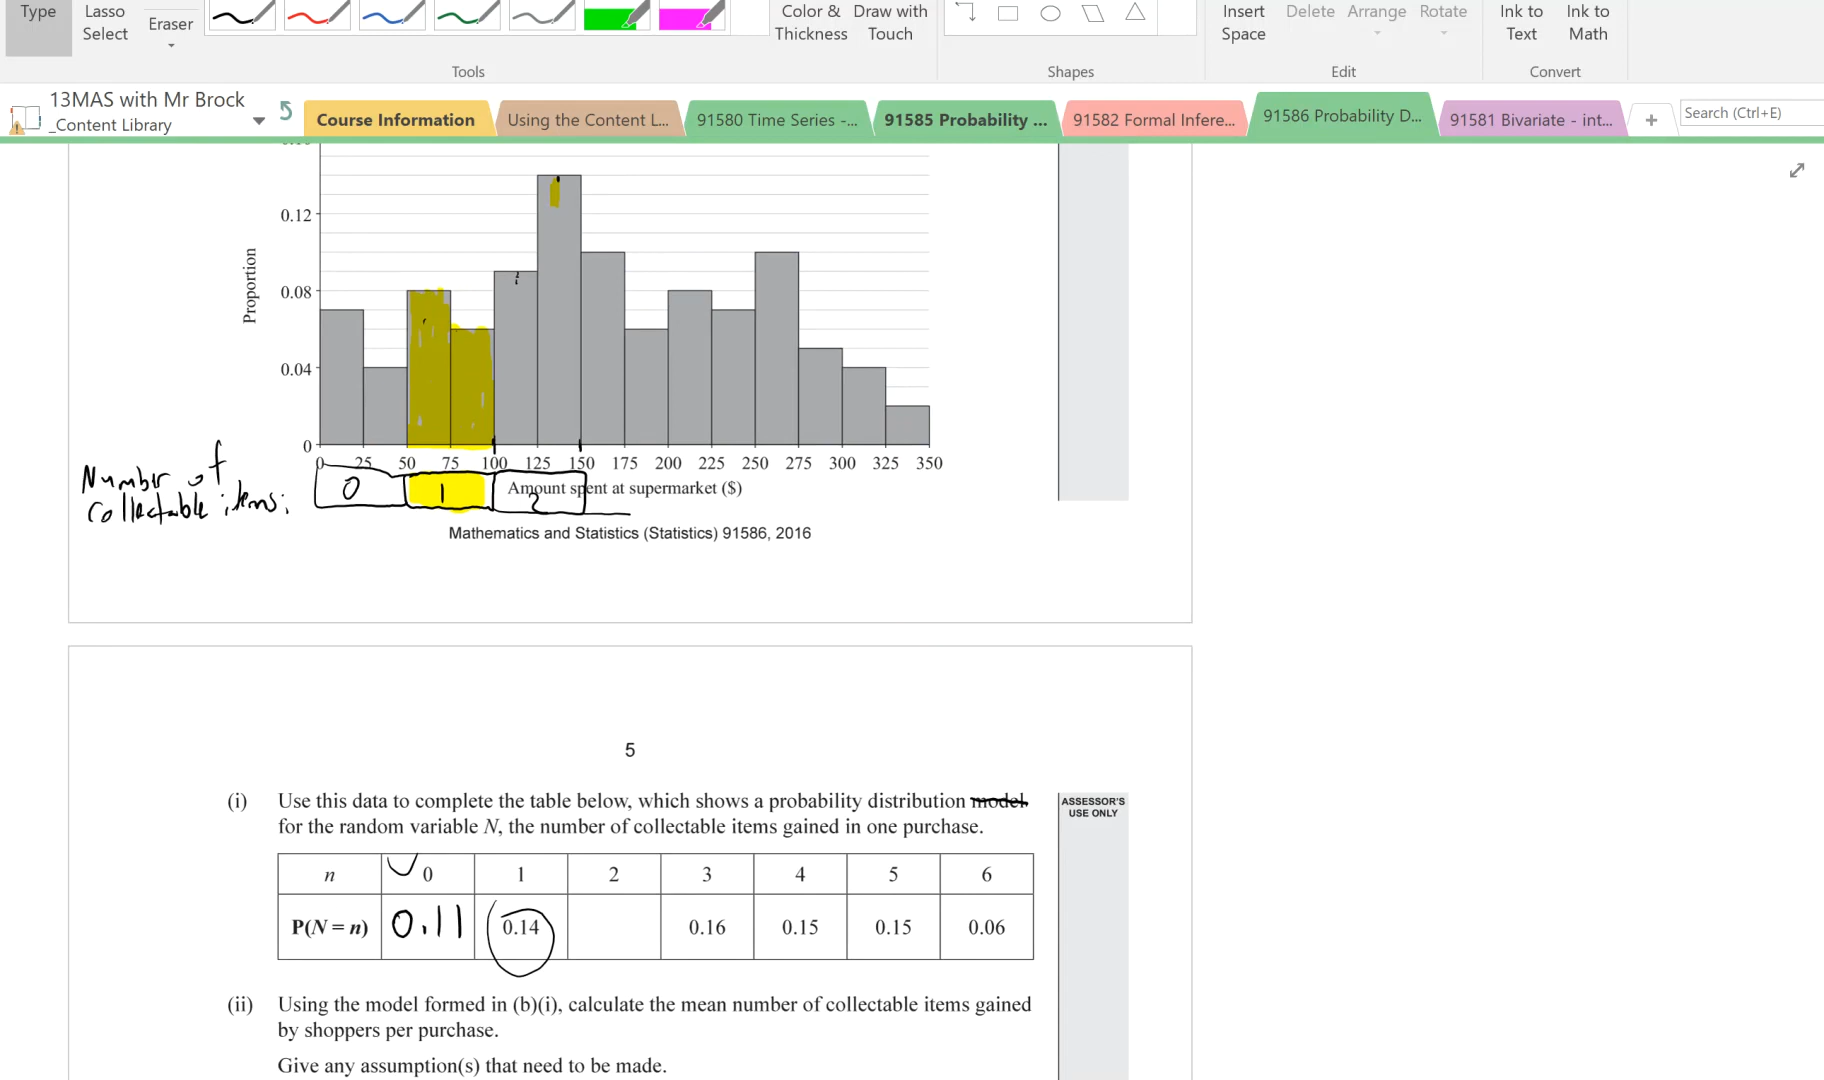 Type
Lasso
Select
Eraser
Color &
Thickness
Draw with
Touch
Insert
Space
Delete
Arrange
Rotate
Ink to
Text
Ink to
Math
Tools
Shapes
Edit
Convert
13MAS with Mr Brock
_Content Library
Course Information
Using the Content L...
91580 Time Series -...
91585 Probability ...
91582 Formal Infere...
91586 Probability D...
91581 Bivariate - int...
+
Search (Ctrl+E)
0.12
0.08
0.04
0
Proportion
0 25 50 75 100 125 150 175 200 225 250 275 300 325 350
Number of
collectable items:
0 1 2
Amount spent at supermarket ($)
Mathematics and Statistics (Statistics) 91586, 2016
5
(i) Use this data to complete the table below, which shows a probability distribution model
for the random variable N, the number of collectable items gained in one purchase.
ASSESSOR'S
USE ONLY
n 0 1 2 3 4 5 6
P(N = n) 0.11 0.14 0.16 0.15 0.15 0.06
(ii) Using the model formed in (b)(i), calculate the mean number of collectable items gained
by shoppers per purchase.
Give any assumption(s) that need to be made.